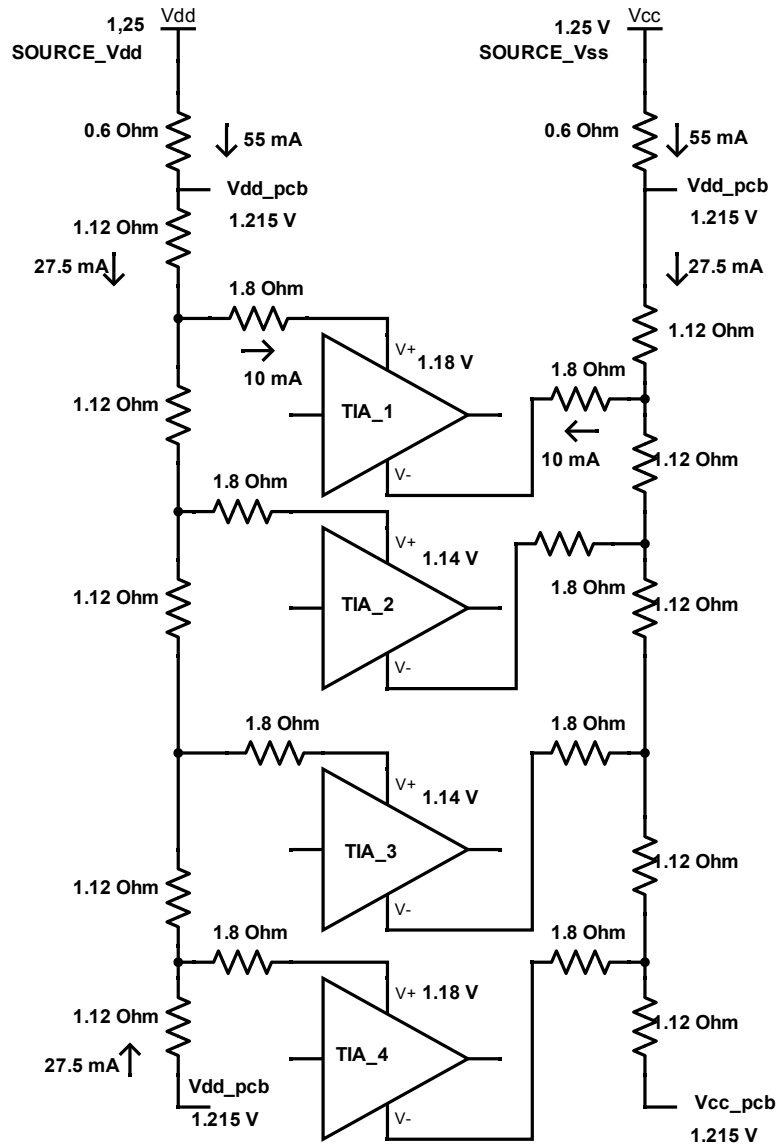 Vdd
1,25
SOURCE_Vdd
1.25 V
Vcc
SOURCE_Vss
0.6 Ohm
55 mA
0.6 Ohm
55 mA
Vdd_pcb
1.215 V
Vdd_pcb
1.215 V
1.12 Ohm
27.5 mA
27.5 mA
1.8 Ohm
10 mA
V+
1.18 V
1.12 Ohm
1.8 Ohm
1.12 Ohm
TIA_1
10 mA
V-
1.12 Ohm
1.8 Ohm
V+
1.14 V
1.8 Ohm
1.12 Ohm
1.12 Ohm
TIA_2
V-
1.8 Ohm
1.8 Ohm
V+
1.14 V
TIA_3
1.12 Ohm
1.12 Ohm
V-
1.8 Ohm
1.8 Ohm
V+
1.18 V
1.12 Ohm
1.12 Ohm
27.5 mA
TIA_4
Vdd_pcb
1.215 V
V-
Vcc_pcb
1.215 V